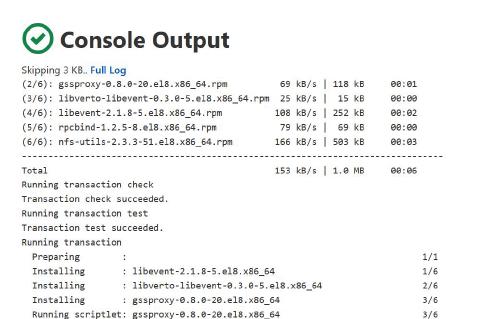 Console Output
Skipping 3 KB.. Full Log
(2/6): gssproxy-0.8.0-20.el8.x86_64.rpm 69 kB/s | 118 kB 00:01
(3/6): libverto-libevent-0.3.0-5.el8.x86_64.rpm 25 kB/s | 15 kB 00:00
(4/6): libevent-2.1.8-5.el8.x86_64.rpm 108 kB/s | 252 kB 00:02
(5/6): rpcbind-1.2.5-8.el8.x86_64.rpm 79 kB/s | 69 kB 00:00
(6/6): nfs-utils-2.3.3-51.el8.x86_64.rpm 166 kB/s | 503 kB 00:03
--------------------------------------------------------------------------------
Total 153 kB/s | 1.0 MB 00:06
Running transaction check
Transaction check succeeded.
Running transaction test
Transaction test succeeded.
Running transaction
Preparing : 1/1
Installing : libevent-2.1.8-5.el8.x86_64 1/6
Installing : libverto-libevent-0.3.0-5.el8.x86_64 2/6
Installing : gssproxy-0.8.0-20.el8.x86_64 3/6
Running scriptlet: gssproxy-0.8.0-20.el8.x86_64 3/6